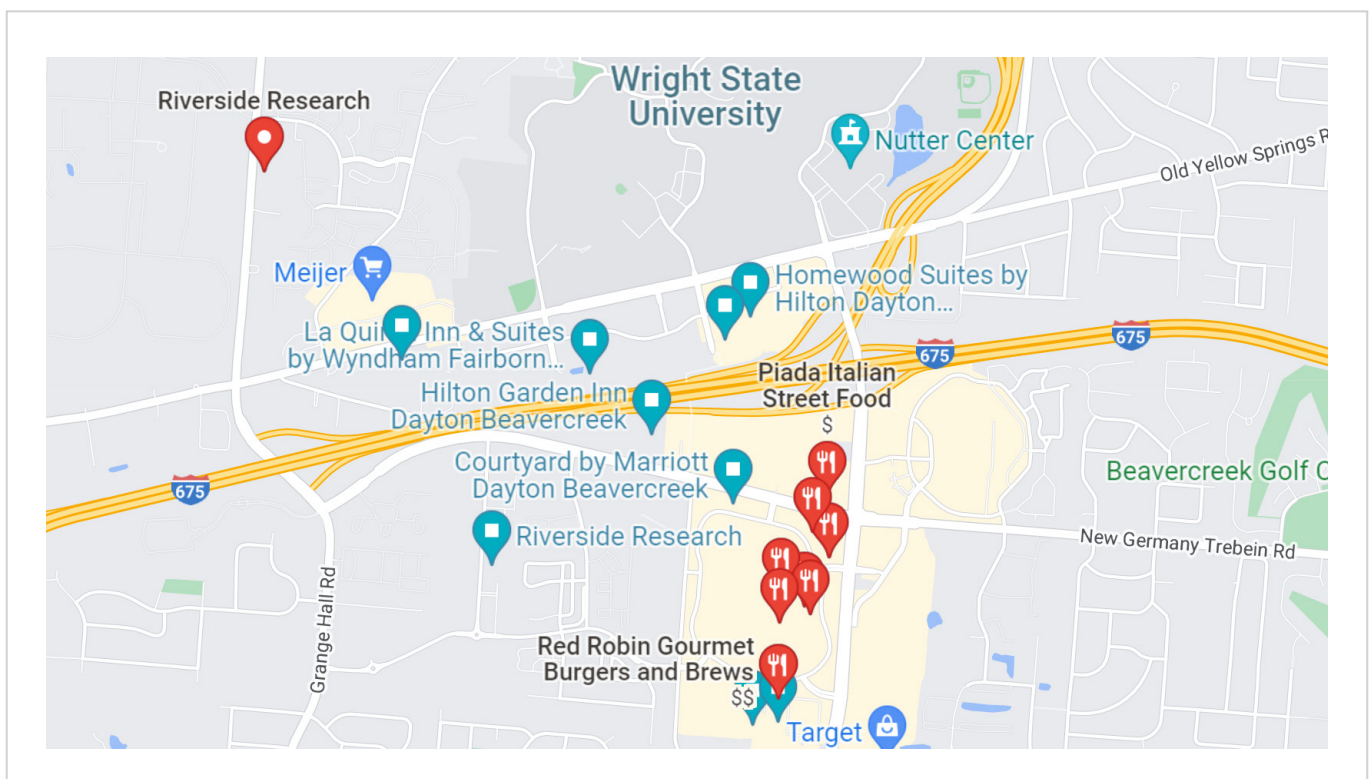 Wright State
University
Riverside Research
Nutter Center
Old Yellow Springs R
Meijer
Homewood Suites by
Hilton Dayton...
La Quin Inn & Suites
by Wyndham Fairborn...
675
675
Piada Italian
Street Food
$
Hilton Garden Inn
Dayton Beavercreek
Courtyard by Marriott
Dayton Beavercreek
Beavercreek Golf C
675
Riverside Research
New Germany Trebein Rd
Grange Hall Rd
Red Robin Gourmet
Burgers and Brews
$$
Target